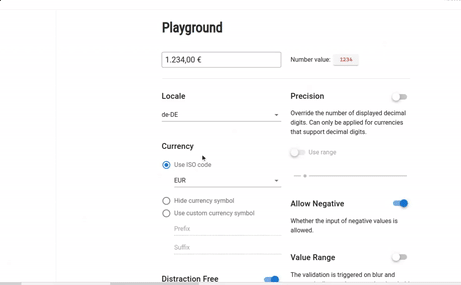 Playground
1.234,00 €
Number value: 1234
Locale
de-DE
Currency
Use ISO code
EUR
Hide currency symbol
Use custom currency symbol
Prefix
Suffix
Distraction Free
Precision
Override the number of displayed decimal
digits. Can only be applied for currencies
that support decimal digits.
Use range
Allow Negative
Whether the input of negative values is
allowed.
Value Range
The validation is triggered on blur and